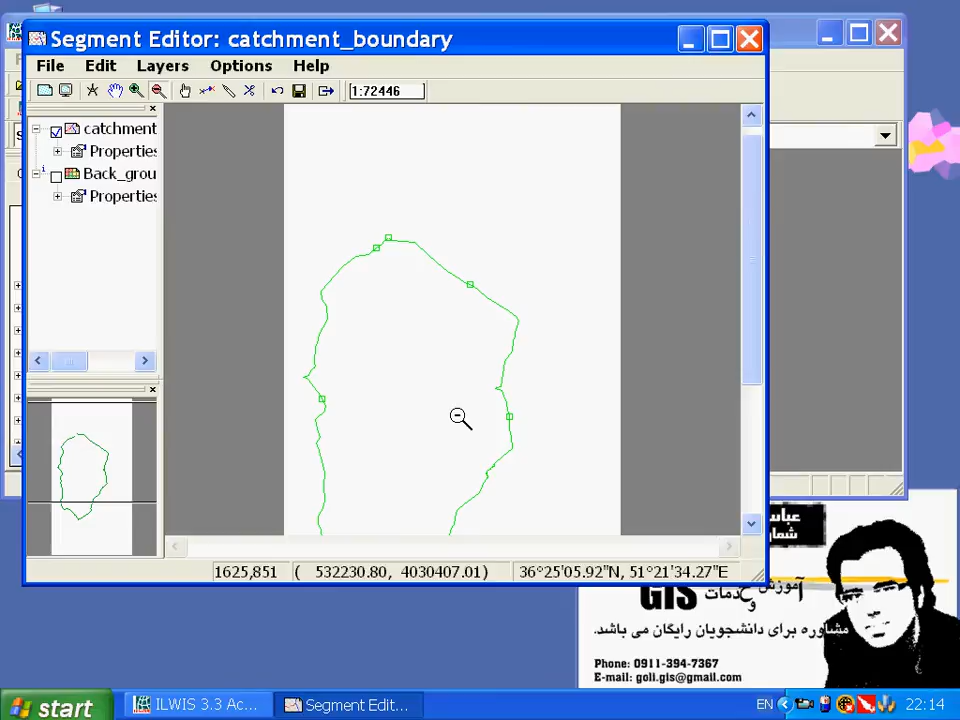 Segment Editor: catchment_boundary
File Edit Layers Options Help
1:72446
catchment
Properties
Back_grou
Properties
1625,851 ( 532230.80, 4030407.01) 36°25'05.92"N, 51°21'34.27"E
آموزش و خدمات GIS
مشاوره برای دانشجویان رایگان می باشد.
Phone: 0911-394-7367
E-mail: goli.gis@gmail.com
start ILWIS 3.3 Ac... Segment Edit... EN 22:14